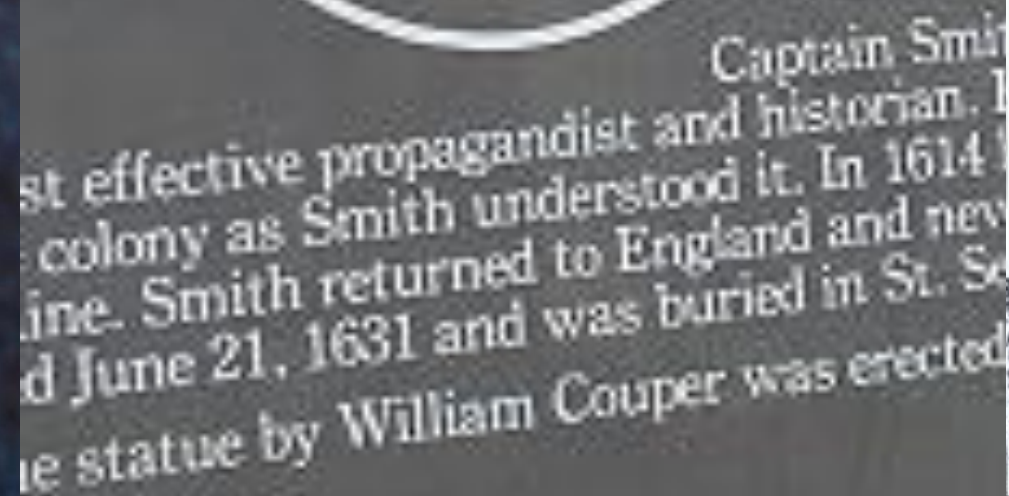 Captain Smit
st effective propagandist and historian.
colony as Smith understood it. In 1614
ine. Smith returned to England and nev
d June 21, 1631 and was buried in St. Se
e statue by William Couper was erected